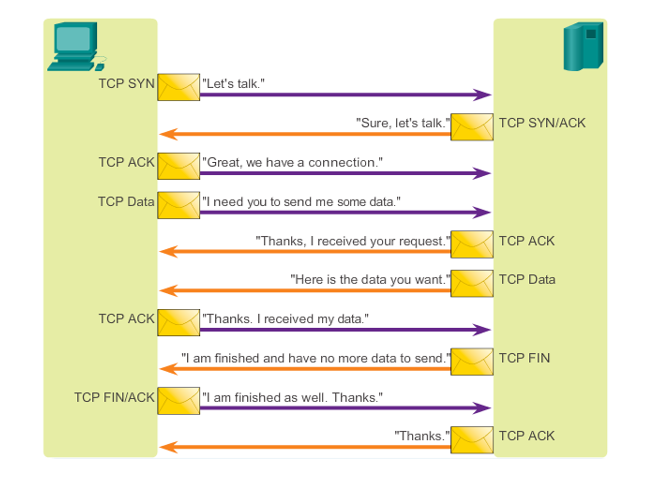 TCP SYN "Let's talk."
"Sure, let's talk." TCP SYN/ACK
TCP ACK "Great, we have a connection."
TCP Data "I need you to send me some data."
"Thanks, I received your request." TCP ACK
"Here is the data you want." TCP Data
TCP ACK "Thanks. I received my data."
"I am finished and have no more data to send." TCP FIN
TCP FIN/ACK "I am finished as well. Thanks."
"Thanks." TCP ACK